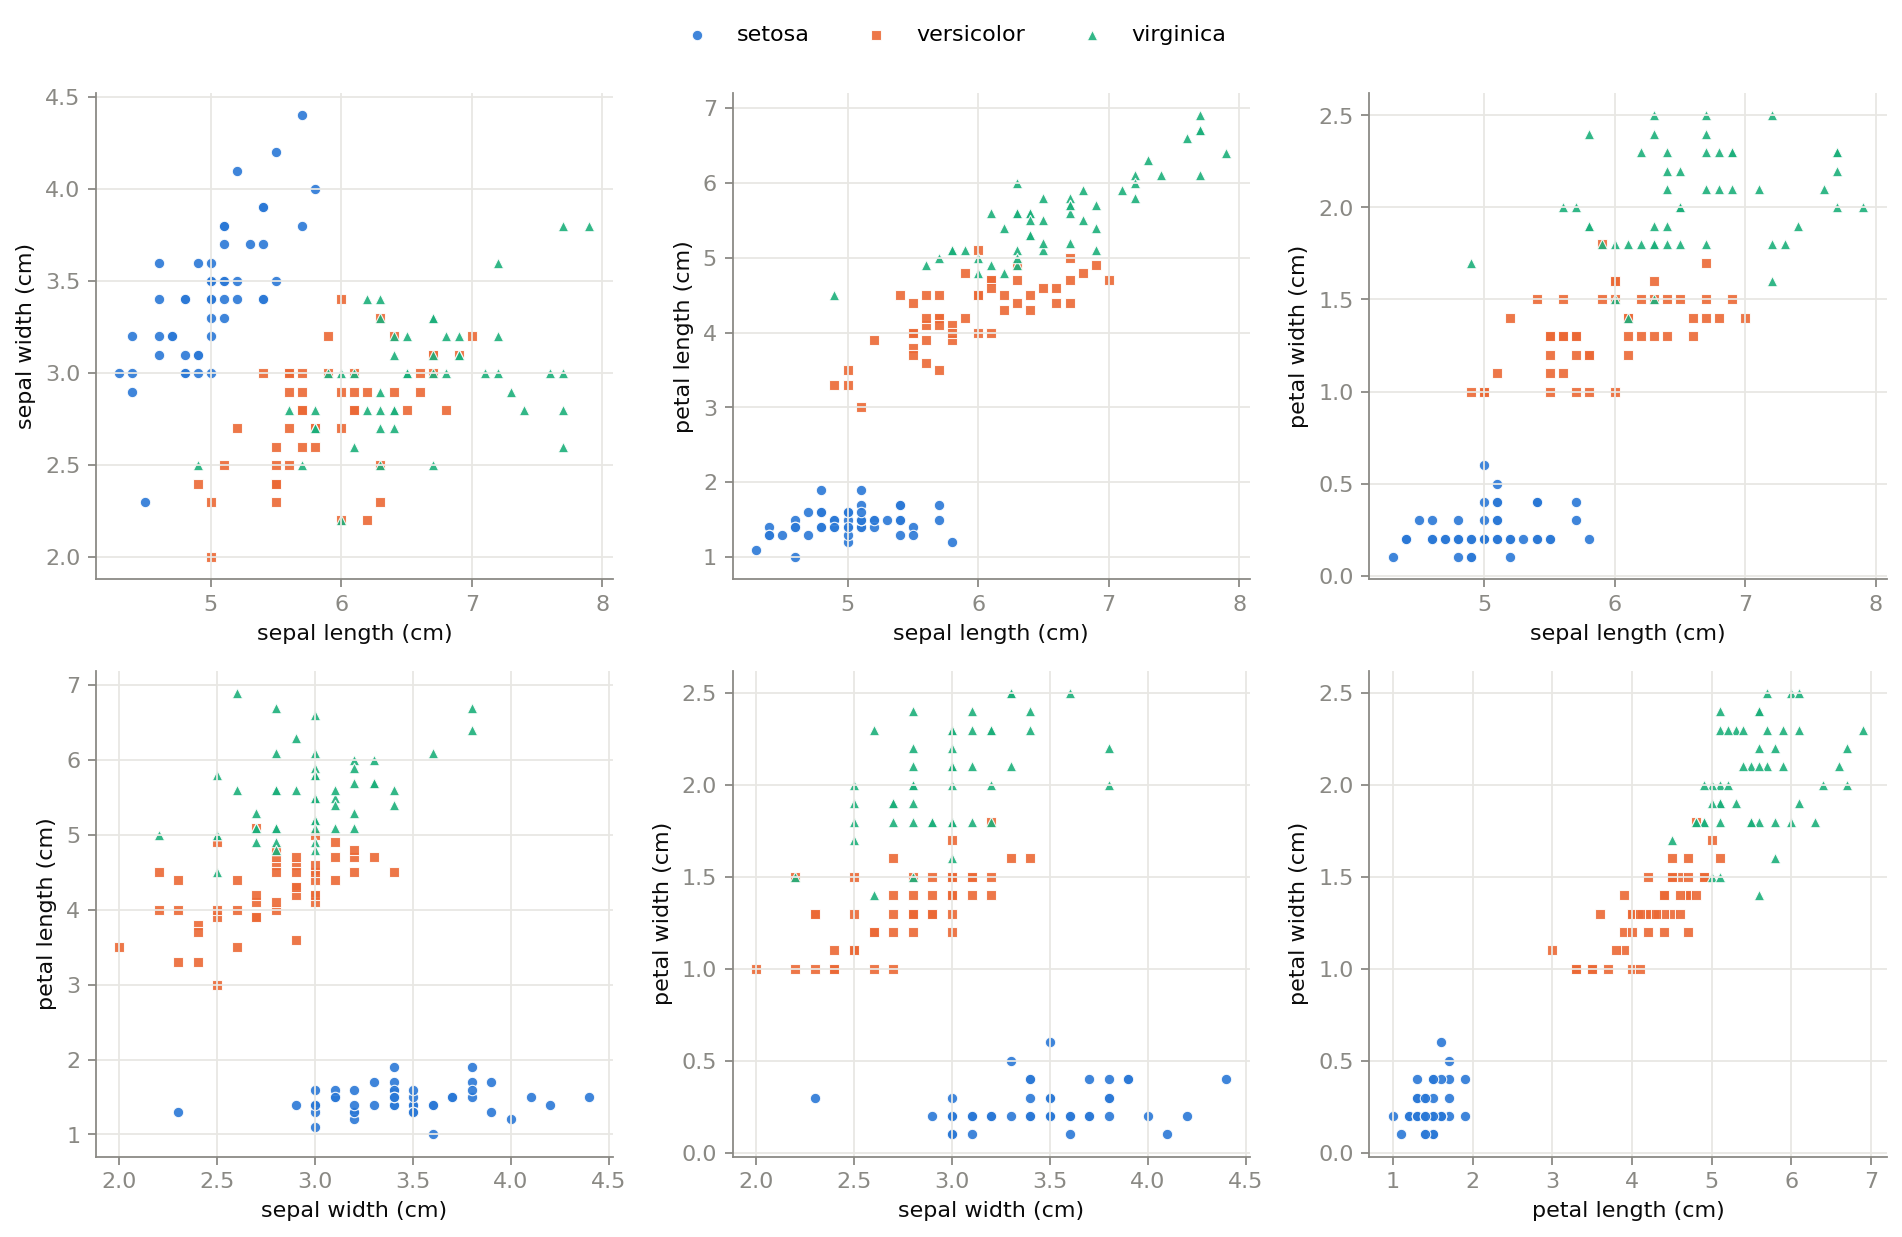 setosa versicolor virginica
4.5
4.0
3.5
3.0
2.5
2.0
sepal width (cm)
5 6 7 8
sepal length (cm)
7
6
5
4
3
2
1
petal length (cm)
5 6 7 8
sepal length (cm)
2.5
2.0
1.5
1.0
0.5
0.0
petal width (cm)
5 6 7 8
sepal length (cm)
7
6
5
4
3
2
1
petal length (cm)
2.0 2.5 3.0 3.5 4.0 4.5
sepal width (cm)
2.5
2.0
1.5
1.0
0.5
0.0
petal width (cm)
2.0 2.5 3.0 3.5 4.0 4.5
sepal width (cm)
2.5
2.0
1.5
1.0
0.5
0.0
petal width (cm)
1 2 3 4 5 6 7
petal length (cm)